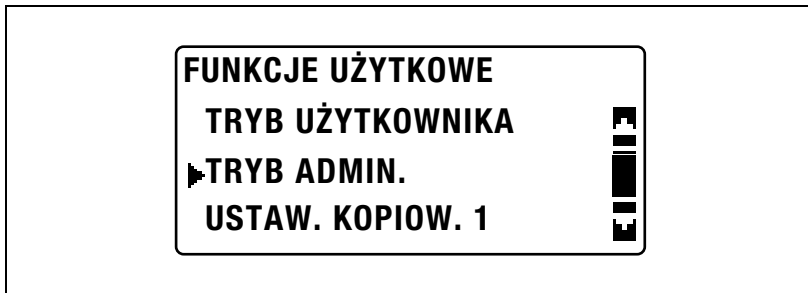 FUNKCJE UŻYTKOWE
TRYB UŻYTKOWNIKA
TRYB ADMIN.
USTAW. KOPIOW. 1